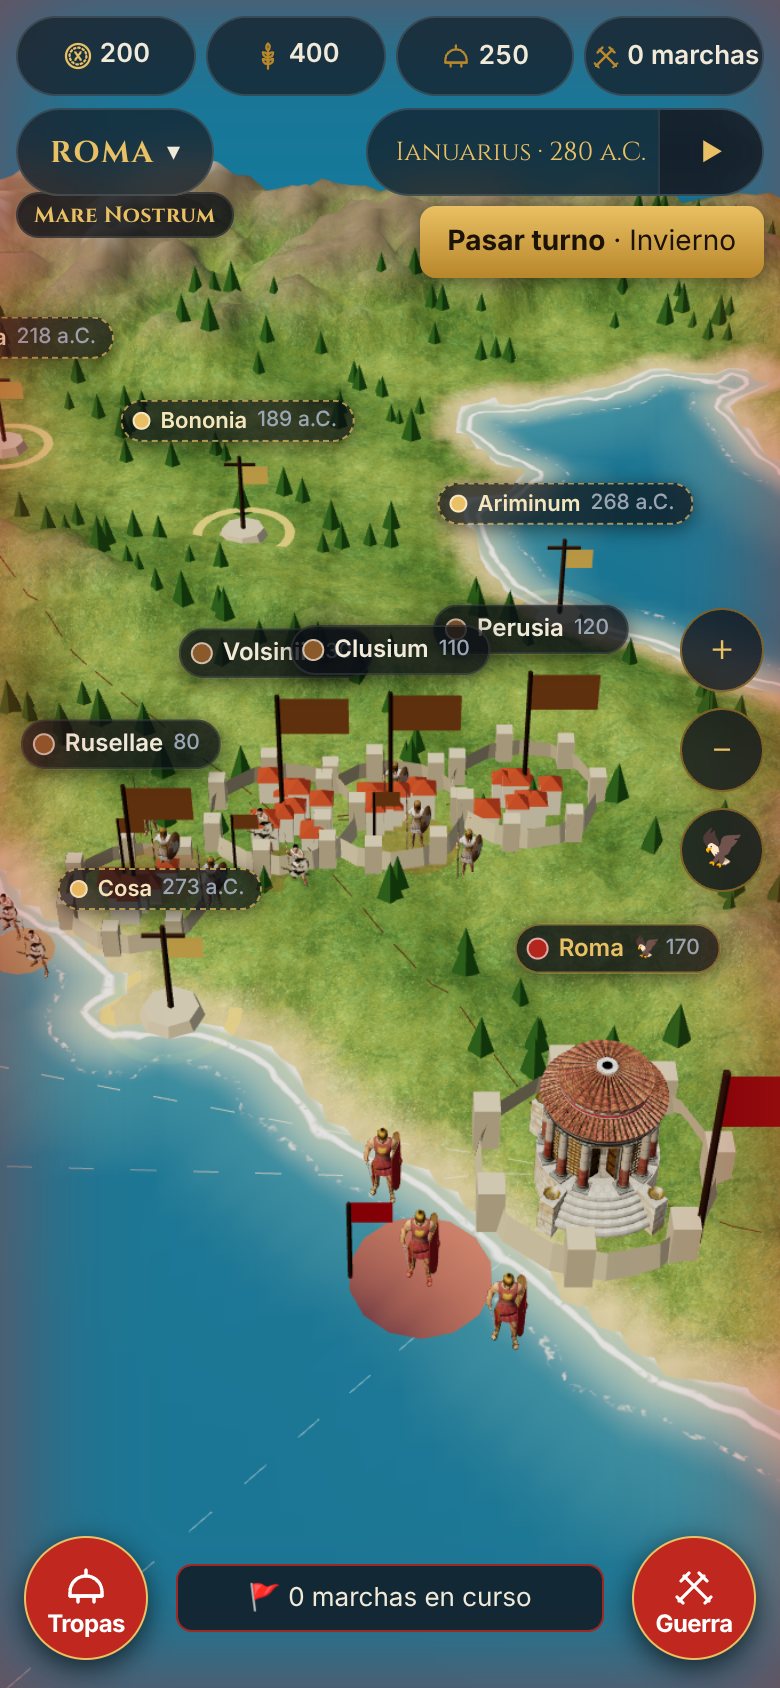 200
400
250
0 marchas
ROMA ▼
IANUARIUS · 280 A.C.
MARE NOSTRUM
Pasar turno · Invierno
218 a.C.
Bononia 189 a.C.
Ariminum 268 a.C.
Perusia 120
Clusium 110
Rusellae 80
Cosa 273 a.C.
Roma 170
Tropas
0 marchas en curso
Guerra